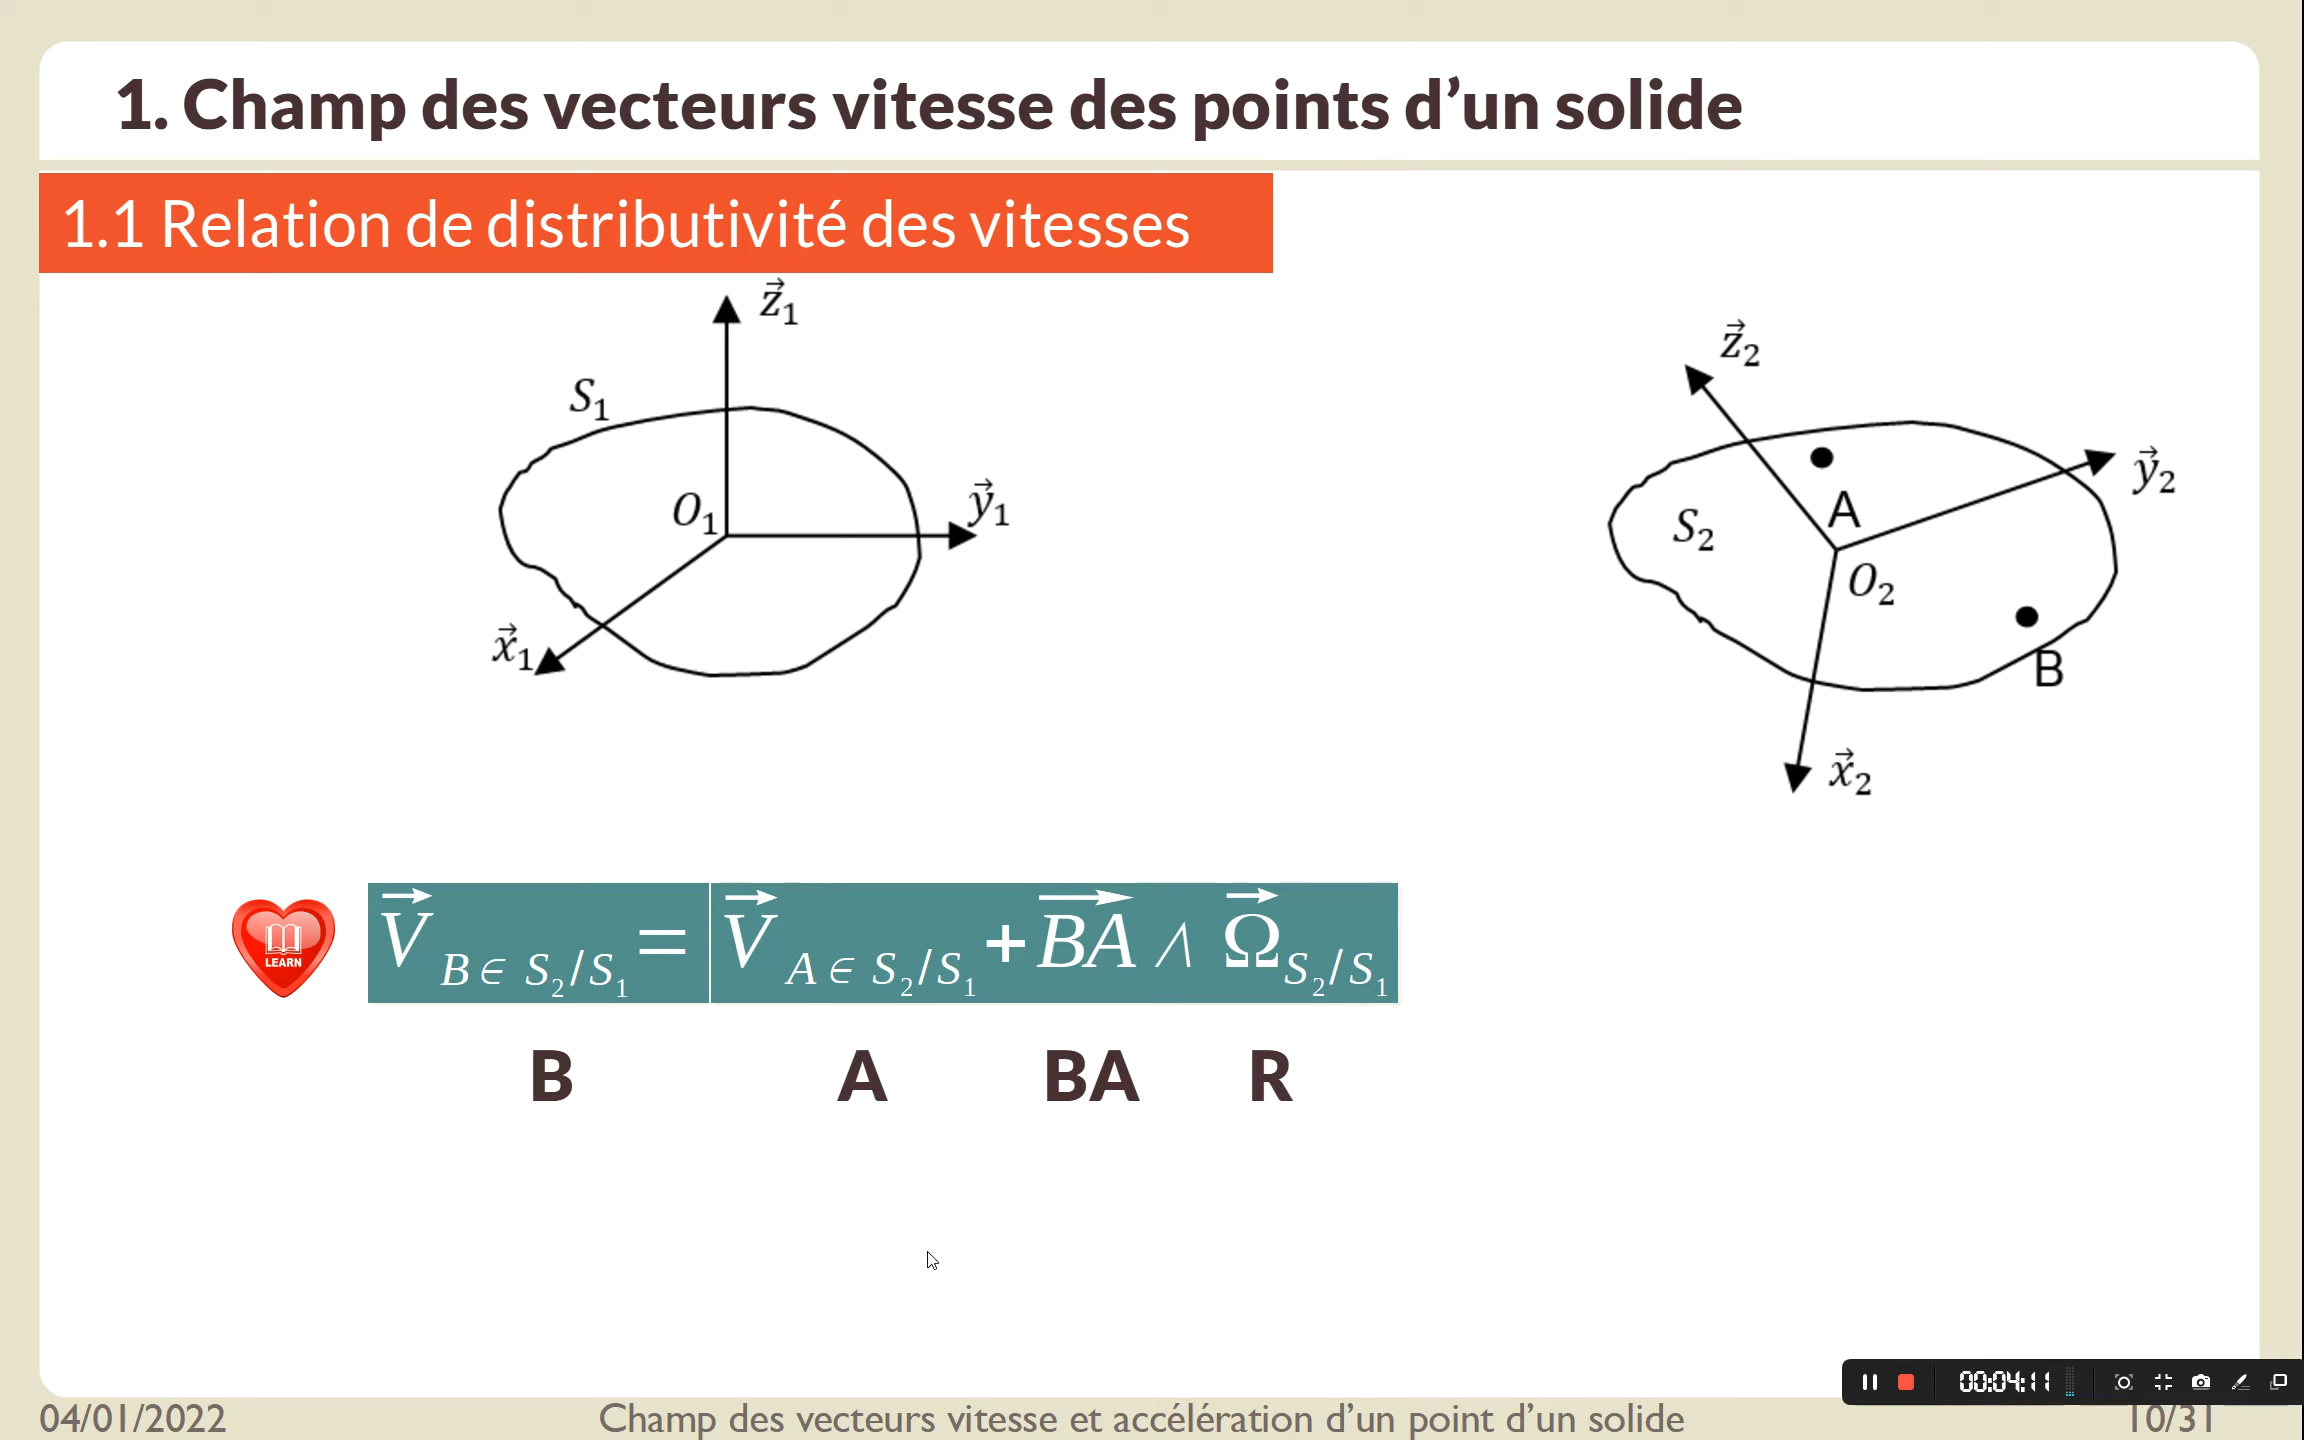 1. Champ des vecteurs vitesse des points d’un solide
1.1 Relation de distributivité des vitesses
z⃗₁
S₁
O₁
y⃗₁
x⃗₁
z⃗₂
A
y⃗₂
S₂
O₂
B
x⃗₂
LEARN
V⃗ B ∈ S₂/S₁ = V⃗ A ∈ S₂/S₁ + B͞A⃗ ∧ Ω⃗ S₂/S₁
B A BA R
00:04:11
04/01/2022 Champ des vecteurs vitesse et accélération d’un point d’un solide 10/31